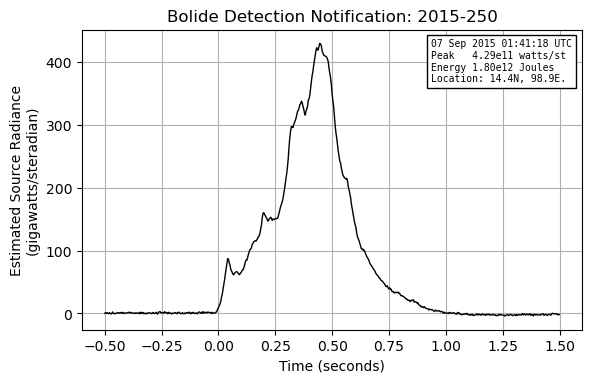 Bolide Detection Notification: 2015-250
07 Sep 2015 01:41:18 UTC
Peak   4.29e11 watts/st
Energy 1.80e12 Joules
Location: 14.4N, 98.9E.
Estimated Source Radiance
(gigawatts/steradian)
400
300
200
100
0
−0.50 −0.25 0.00 0.25 0.50 0.75 1.00 1.25 1.50
Time (seconds)